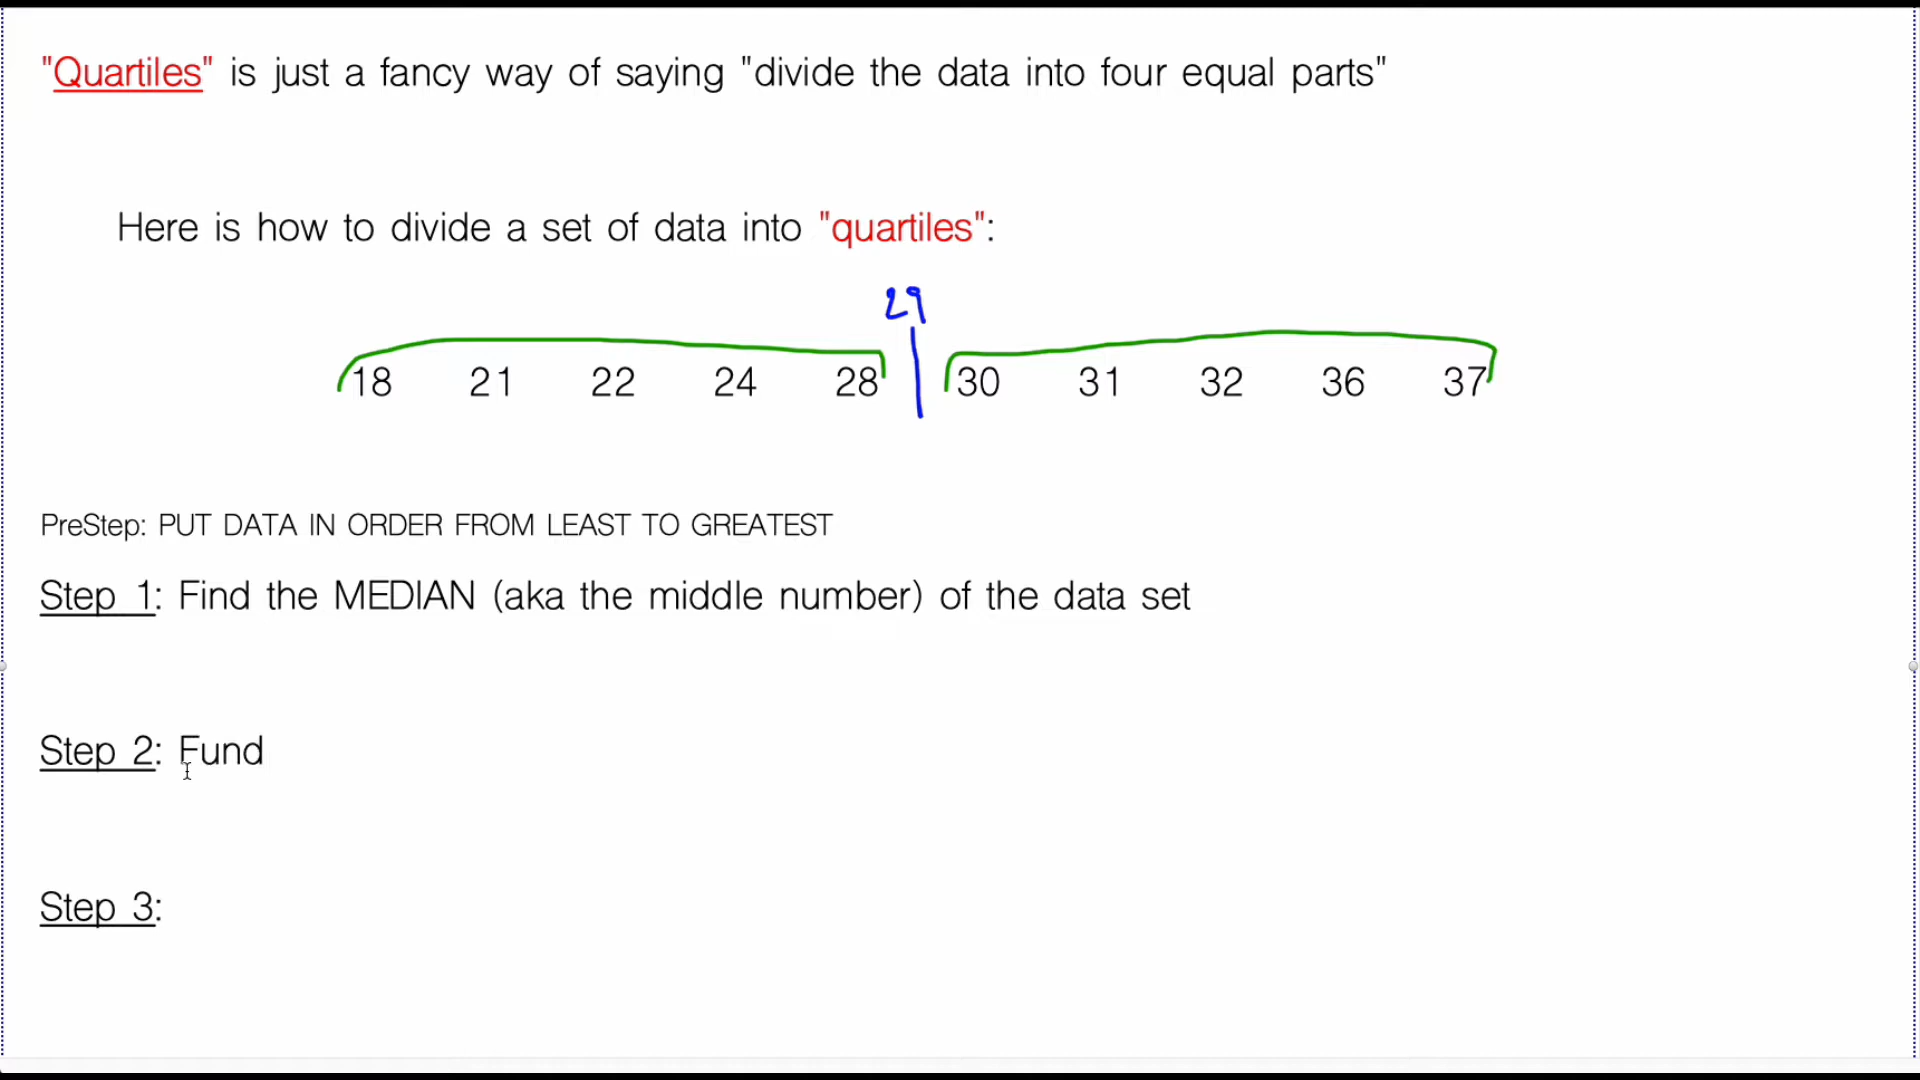 "Quartiles" is just a fancy way of saying "divide the data into four equal parts"
Here is how to divide a set of data into "quartiles":
29
18 21 22 24 28 30 31 32 36 37
PreStep: PUT DATA IN ORDER FROM LEAST TO GREATEST
Step 1: Find the MEDIAN (aka the middle number) of the data set
Step 2: Fund
Step 3: